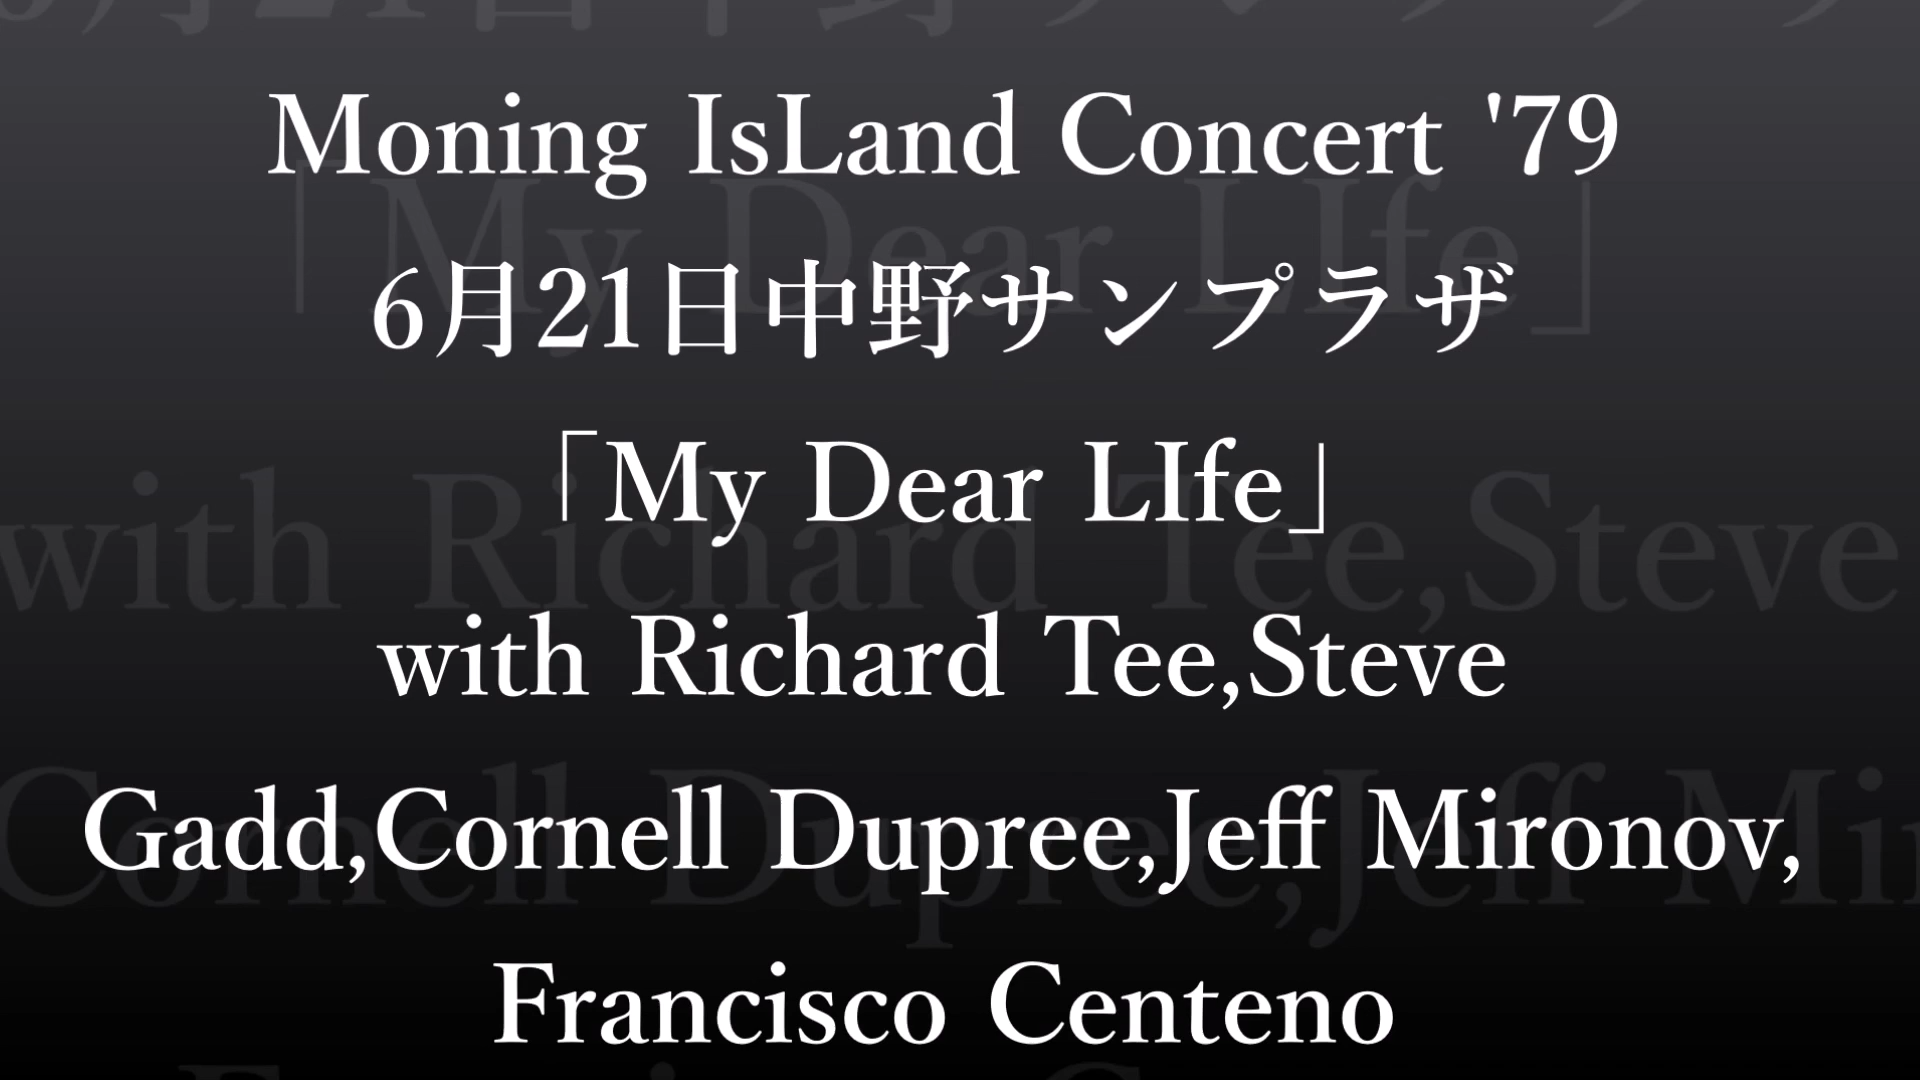 Moning IsLand Concert '79
6月21日中野サンプラザ
「My Dear LIfe」
with Richard Tee,Steve
Gadd,Cornell Dupree,Jeff Mironov,
Francisco Centeno